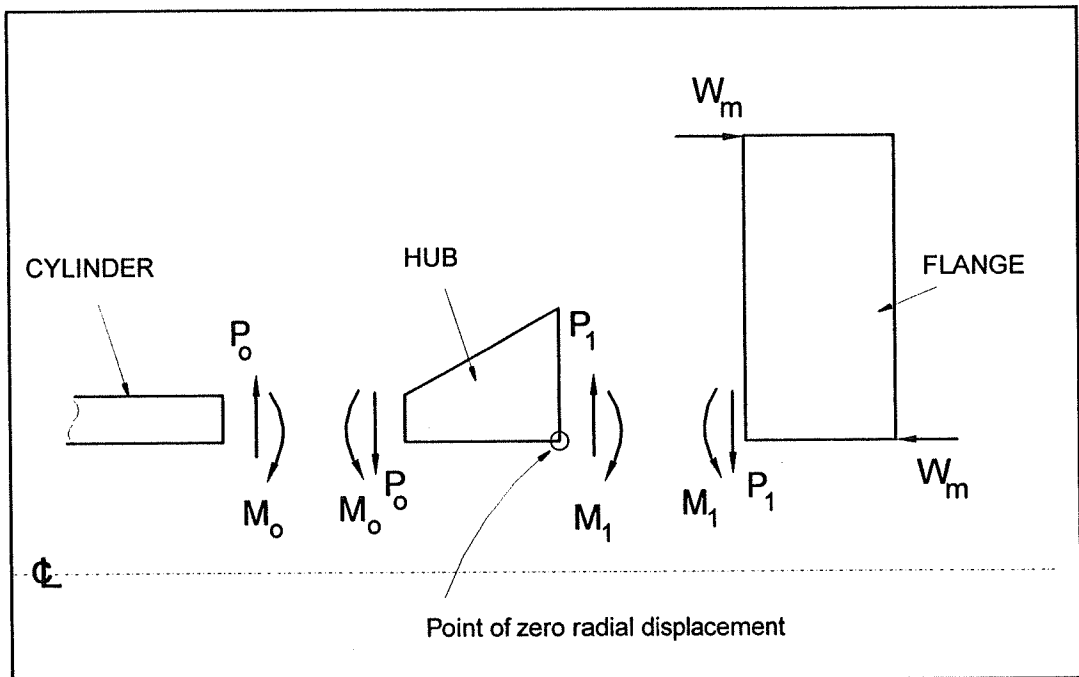 W_m
CYLINDER
HUB
FLANGE
P_o
P_1
M_o
M_o
P_o
M_1
M_1
P_1
W_m
℄
Point of zero radial displacement